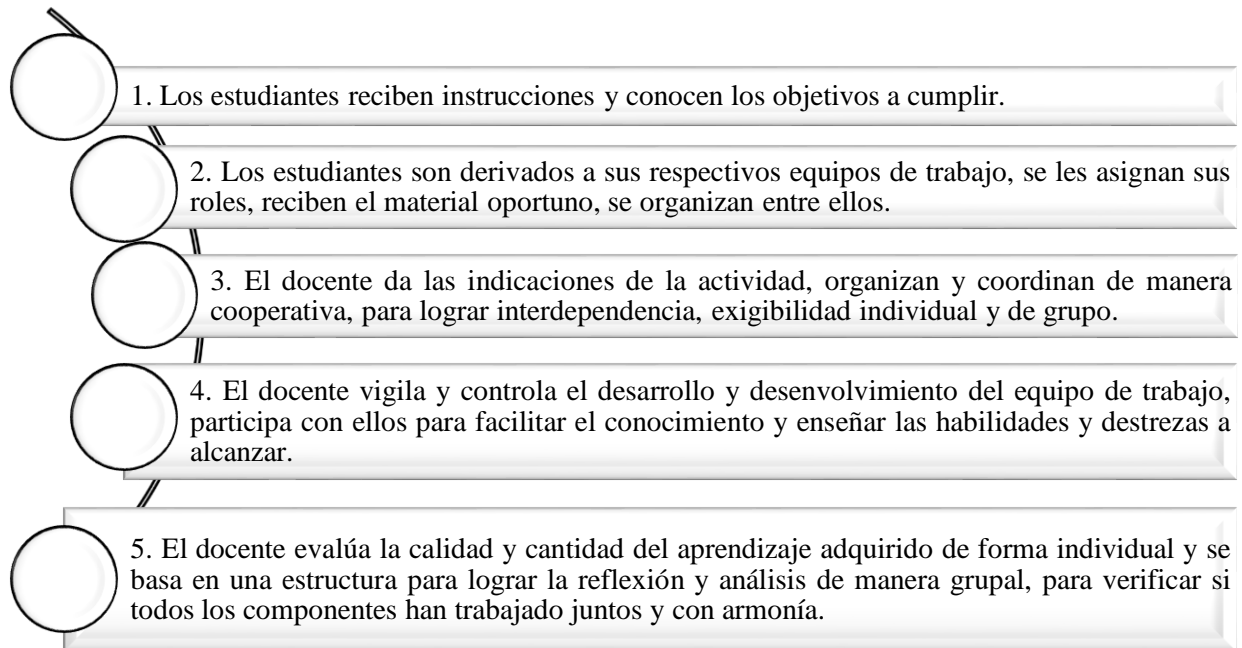 1. Los estudiantes reciben instrucciones y conocen los objetivos a cumplir.
2. Los estudiantes son derivados a sus respectivos equipos de trabajo, se les asignan sus
roles, reciben el material oportuno, se organizan entre ellos.
3. El docente da las indicaciones de la actividad, organizan y coordinan de manera
cooperativa, para lograr interdependencia, exigibilidad individual y de grupo.
4. El docente vigila y controla el desarrollo y desenvolvimiento del equipo de trabajo,
participa con ellos para facilitar el conocimiento y enseñar las habilidades y destrezas a
alcanzar.
5. El docente evalúa la calidad y cantidad del aprendizaje adquirido de forma individual y se
basa en una estructura para lograr la reflexión y análisis de manera grupal, para verificar si
todos los componentes han trabajado juntos y con armonía.